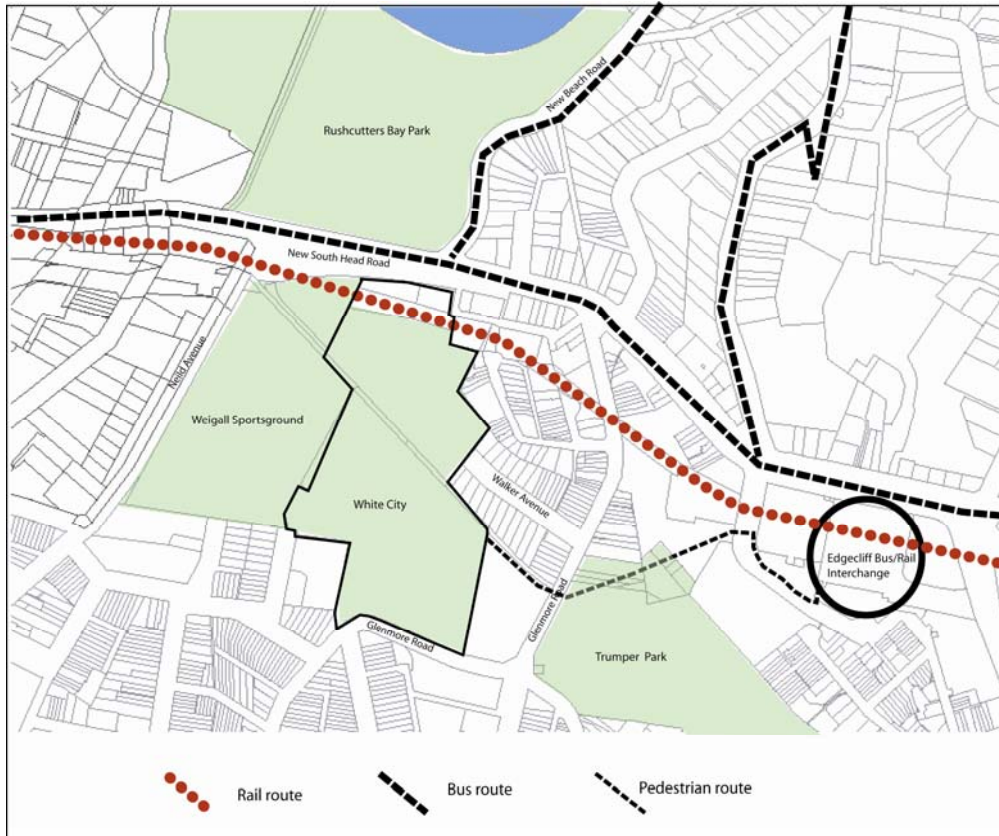 New Beach Road
Rushcutters Bay Park
New South Head Road
Neild Avenue
Weigall Sportsground
White City
Walker Avenue
Edgecliff Bus/Rail
Interchange
Glenmore Road
Glenmore Road
Trumper Park
Rail route
Bus route
Pedestrian route